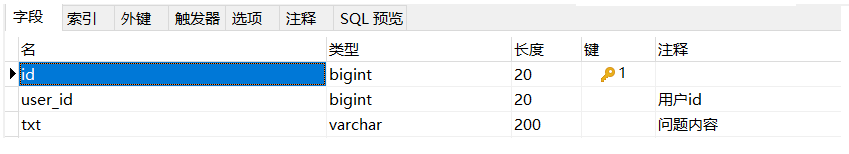 字段 索引 外键 触发器 选项 注释 SQL 预览
名 类型 长度 键 注释
id bigint 20 1
user_id bigint 20 用户id
txt varchar 200 问题内容